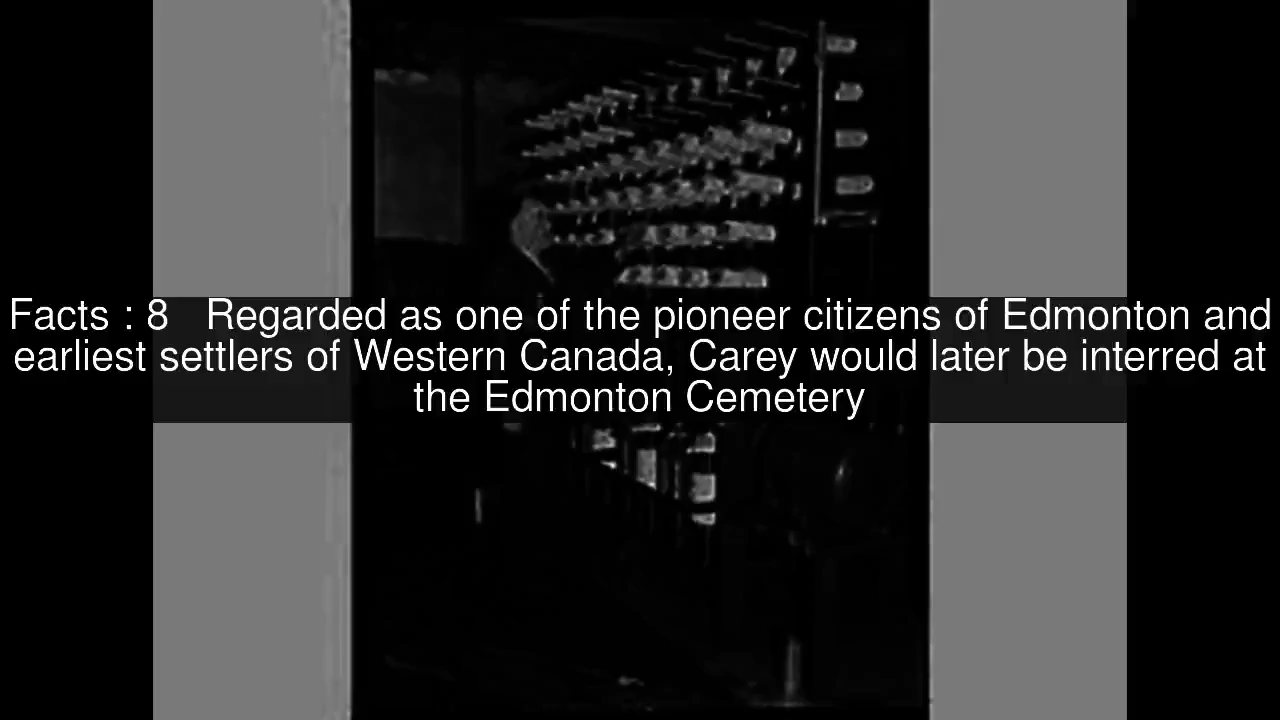 Facts : 8   Regarded as one of the pioneer citizens of Edmonton and
earliest settlers of Western Canada, Carey would later be interred at
the Edmonton Cemetery